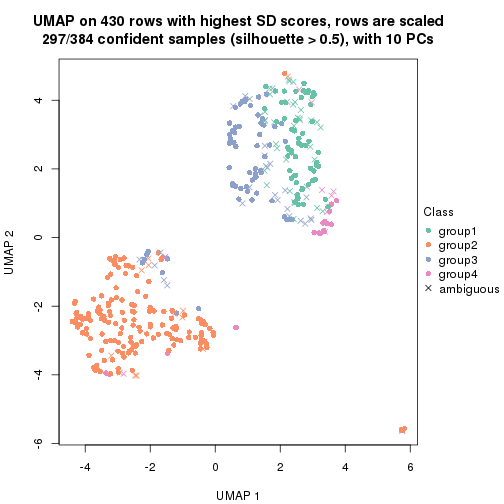 UMAP on 430 rows with highest SD scores, rows are scaled
297/384 confident samples (silhouette > 0.5), with 10 PCs
4
2
0
-2
-4
-6
UMAP 2
-4
-2
0
2
4
6
UMAP 1
Class
group1
group2
group3
group4
ambiguous